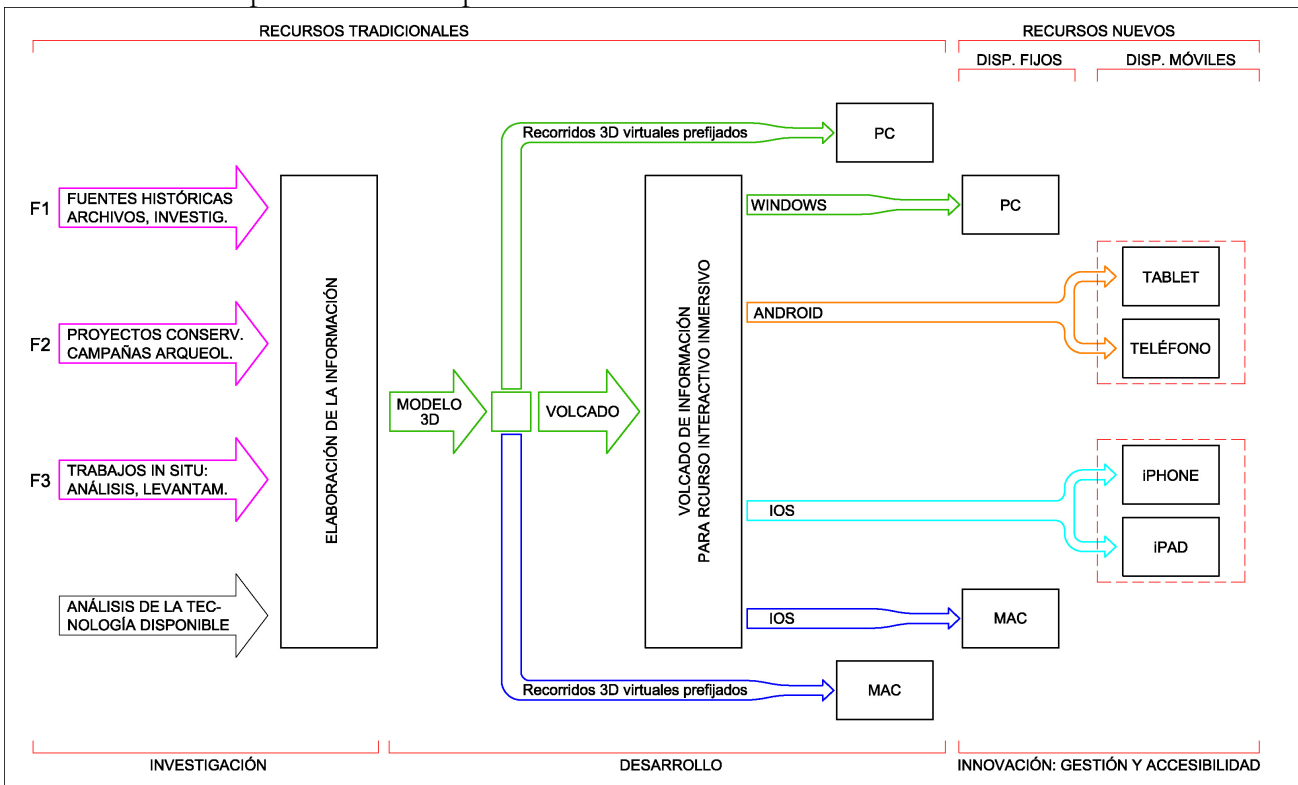 RECURSOS TRADICIONALES
RECURSOS NUEVOS
DISP. FIJOS
DISP. MÓVILES
Recorridos 3D virtuales prefijados
PC
F1
FUENTES HISTÓRICAS
ARCHIVOS, INVESTIG.
WINDOWS
PC
TABLET
ANDROID
TELÉFONO
F2
PROYECTOS CONSERV.
CAMPAÑAS ARQUEOL.
ELABORACIÓN DE LA INFORMACIÓN
MODELO
3D
VOLCADO
VOLCADO DE INFORMACIÓN
PARA RCURSO INTERACTIVO INMERSIVO
F3
TRABAJOS IN SITU:
ANÁLISIS, LEVANTAM.
iPHONE
IOS
iPAD
ANÁLISIS DE LA TEC-
NOLOGÍA DISPONIBLE
IOS
MAC
Recorridos 3D virtuales prefijados
MAC
INVESTIGACIÓN
DESARROLLO
INNOVACIÓN: GESTIÓN Y ACCESIBILIDAD